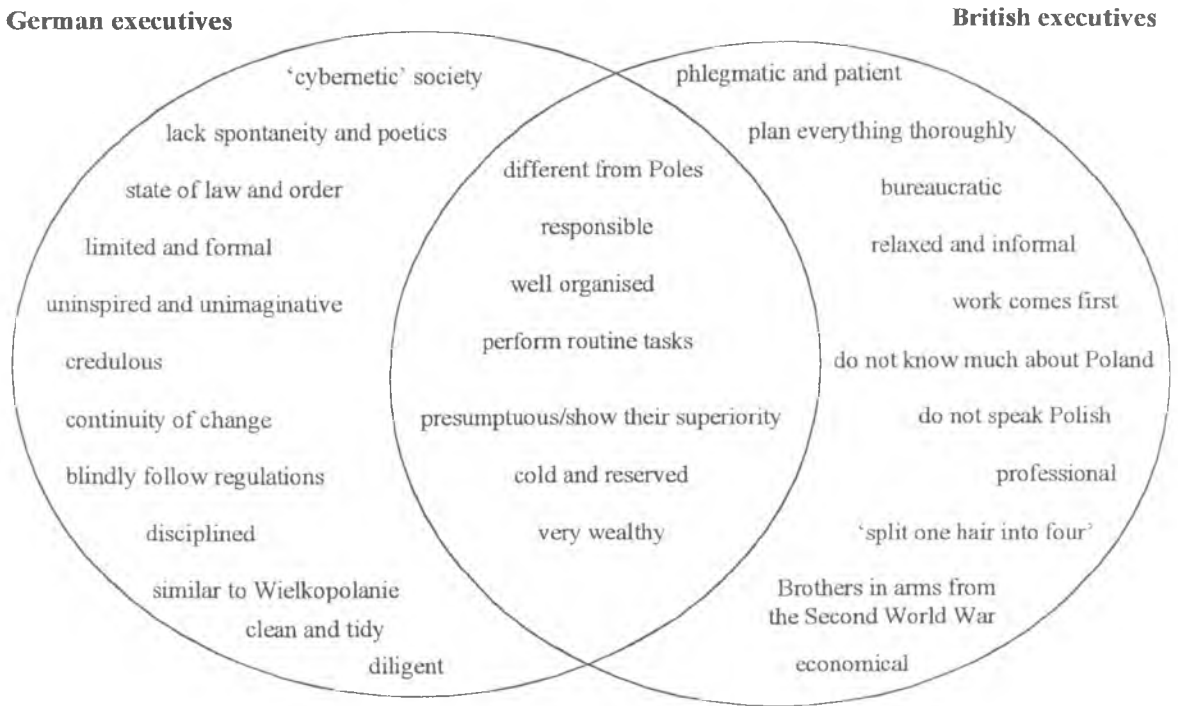 German executives
British executives
‘cybernetic’ society
lack spontaneity and poetics
state of law and order
limited and formal
uninspired and unimaginative
credulous
continuity of change
blindly follow regulations
disciplined
similar to Wielkopolanie
clean and tidy
diligent
different from Poles
responsible
well organised
perform routine tasks
presumptuous/show their superiority
cold and reserved
very wealthy
phlegmatic and patient
plan everything thoroughly
bureaucratic
relaxed and informal
work comes first
do not know much about Poland
do not speak Polish
professional
‘split one hair into four’
Brothers in arms from
the Second World War
economical